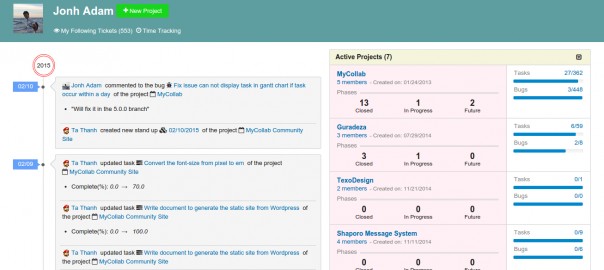 Jonh Adam + New Project
My Following Tickets (553) Time Tracking
2015
02/10
Jonh Adam commented to the bug Fix issue can not display task in gantt chart if task
occur within a day of the project MyCollab
• "Will fix it in the 5.0.0 branch"
Ta Thanh created new stand up 02/10/2015 of the project MyCollab Community
Site
02/09
Ta Thanh updated task Convert the font-size from pixel to em of the project
MyCollab Community Site
• Complete(%): 0.0 → 70.0
Ta Thanh updated task Write document to generate the static site from Wordpress of
the project MyCollab Community Site
• Complete(%): 0.0 → 100.0
Ta Thanh updated task Write document to generate the static site from Wordpress of
the project MyCollab Community Site
Active Projects (7)
MyCollab
5 members - Created on: 01/24/2013
Phases
13 1 2
Closed In Progress Future
Tasks 27/362
Bugs 3/448
Guradeza
3 members - Created on: 07/29/2014
Phases
3 1 0
Closed In Progress Future
Tasks 6/59
Bugs 2/6
TexoDesign
2 members - Created on: 11/21/2014
Phases
0 0 0
Closed In Progress Future
Tasks 0/1
Bugs 0/1
Shaporo Message System
4 members - Created on: 11/11/2014
Phases
0 0 0
Closed In Progress Future
Tasks 0/9
Bugs 0/6